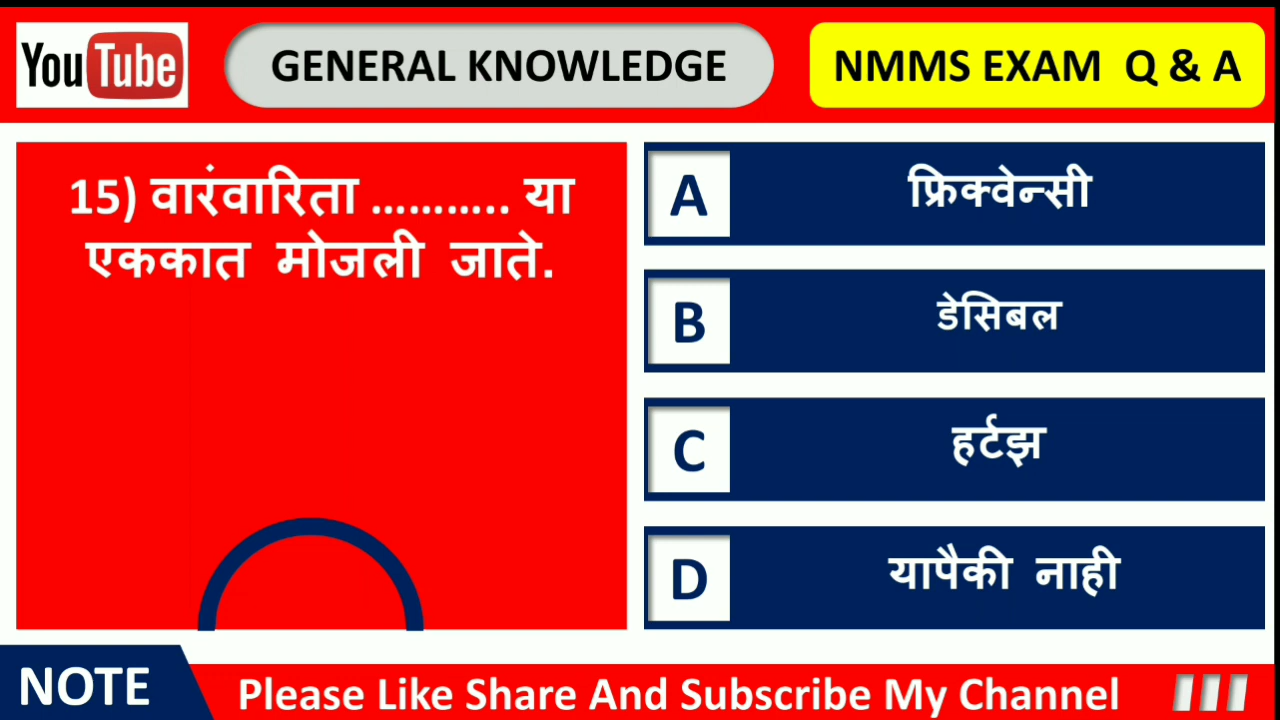 YouTube
GENERAL KNOWLEDGE
NMMS EXAM Q & A
15) वारंवारिता ........... या
एककात मोजली जाते.
A
फ्रिक्वेन्सी
B
डेसिबल
C
हर्टझ
D
यापैकी नाही
NOTE
Please Like Share And Subscribe My Channel